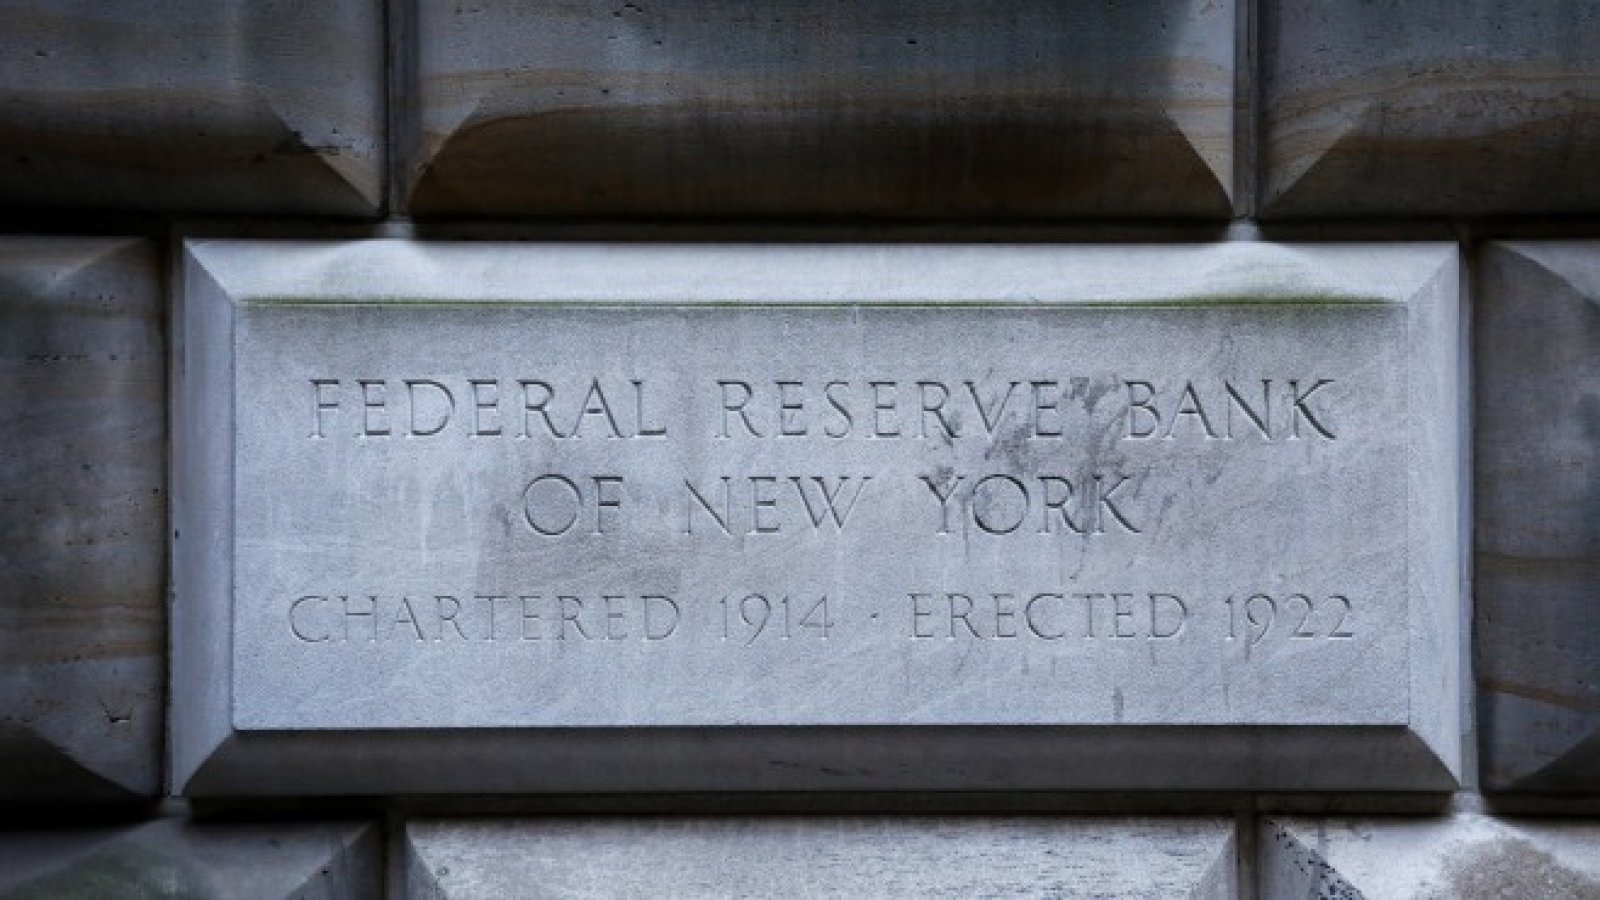 FEDERAL RESERVE BANK
OF NEW YORK
CHARTERED 1914 · ERECTED 1922